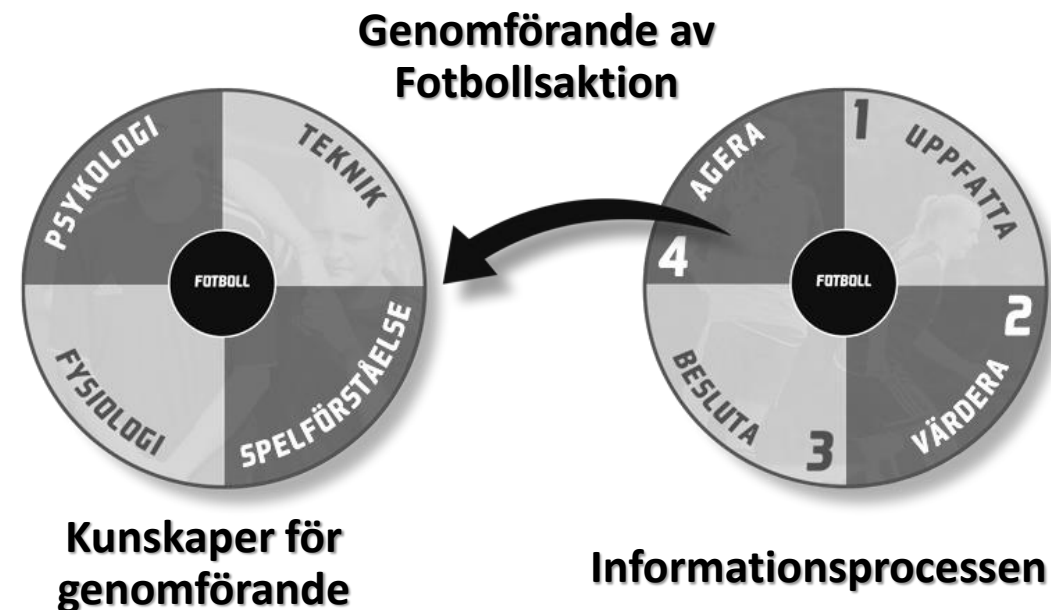 Genomförande av
Fotbollsaktion
PSYKOLOGI
TEKNIK
FOTBOLL
FYSIOLOGI
SPELFÖRSTÅELSE
AGERA
1
UPPFATTA
4
FOTBOLL
2
BESLUTA
3
VÄRDERA
Kunskaper för
genomförande
Informationsprocessen